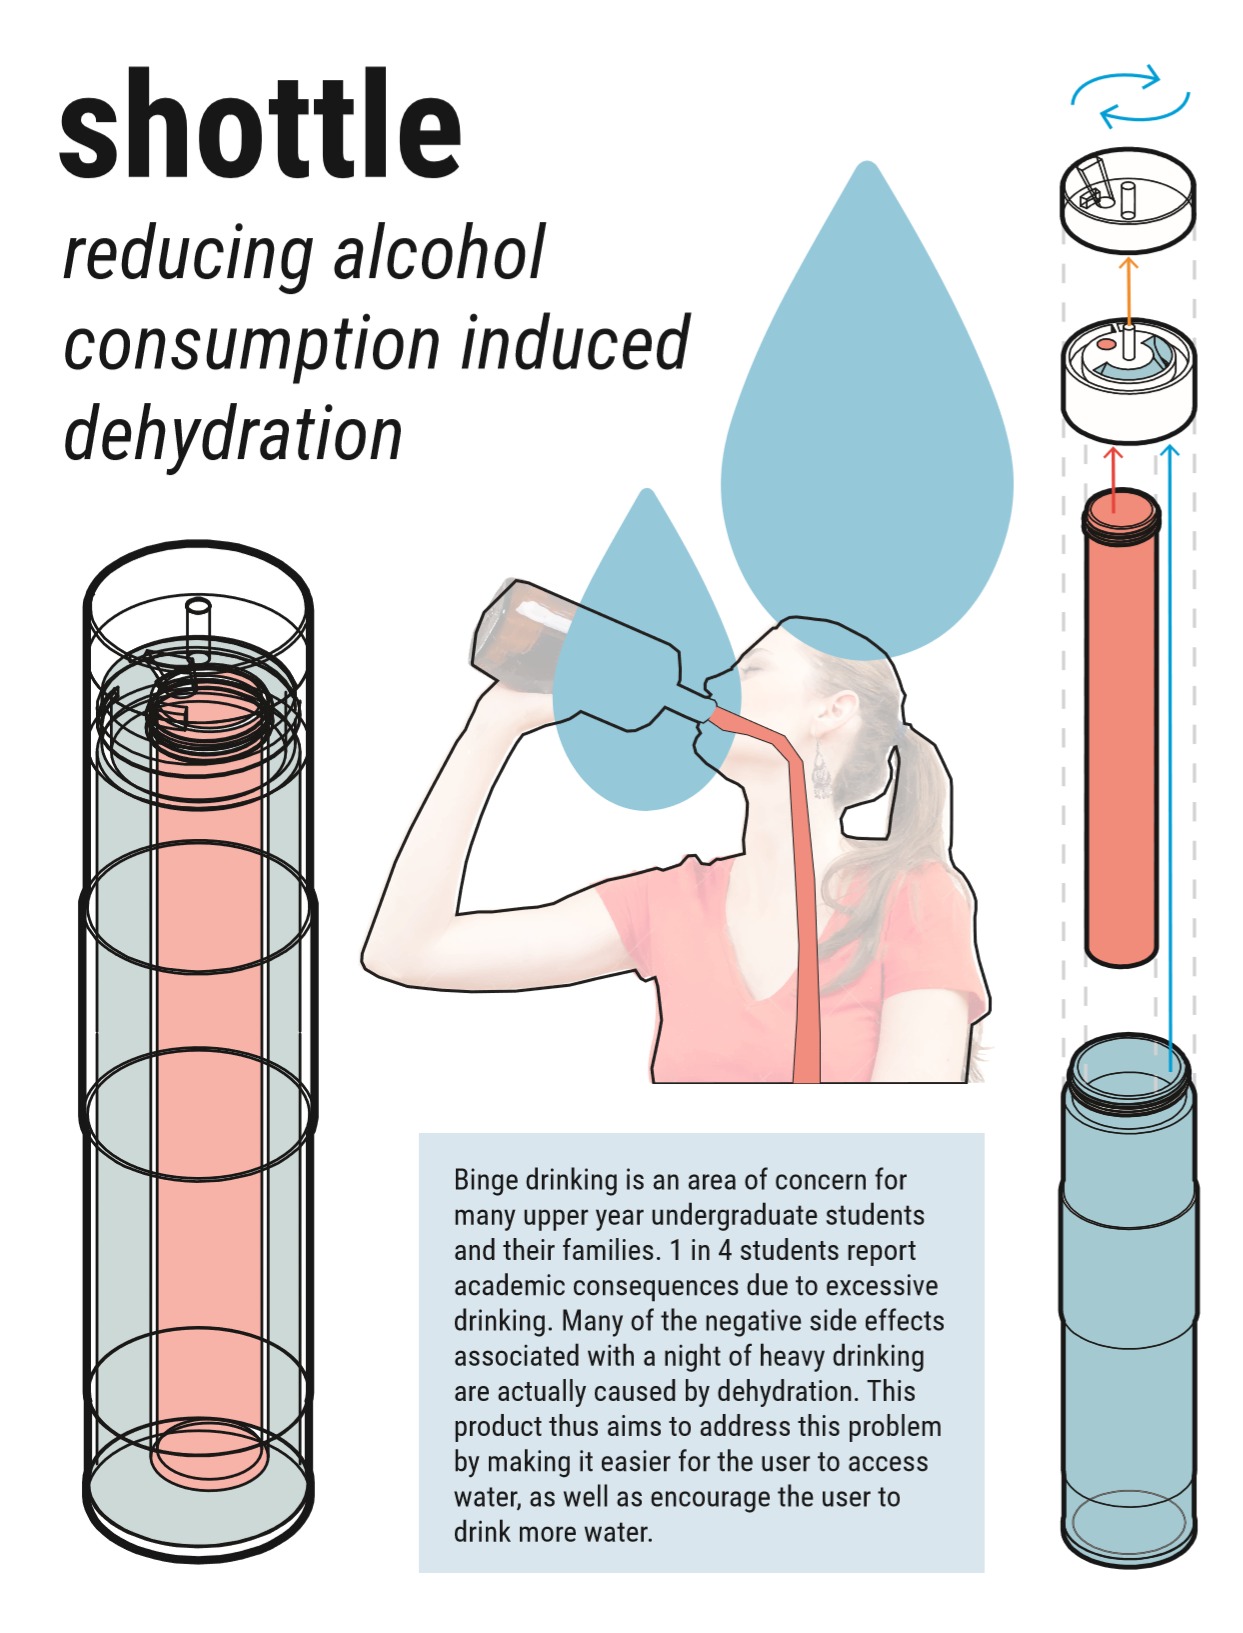 shottle
reducing alcohol
consumption induced
dehydration
Binge drinking is an area of concern for
many upper year undergraduate students
and their families. 1 in 4 students report
academic consequences due to excessive
drinking. Many of the negative side effects
associated with a night of heavy drinking
are actually caused by dehydration. This
product thus aims to address this problem
by making it easier for the user to access
water, as well as encourage the user to
drink more water.